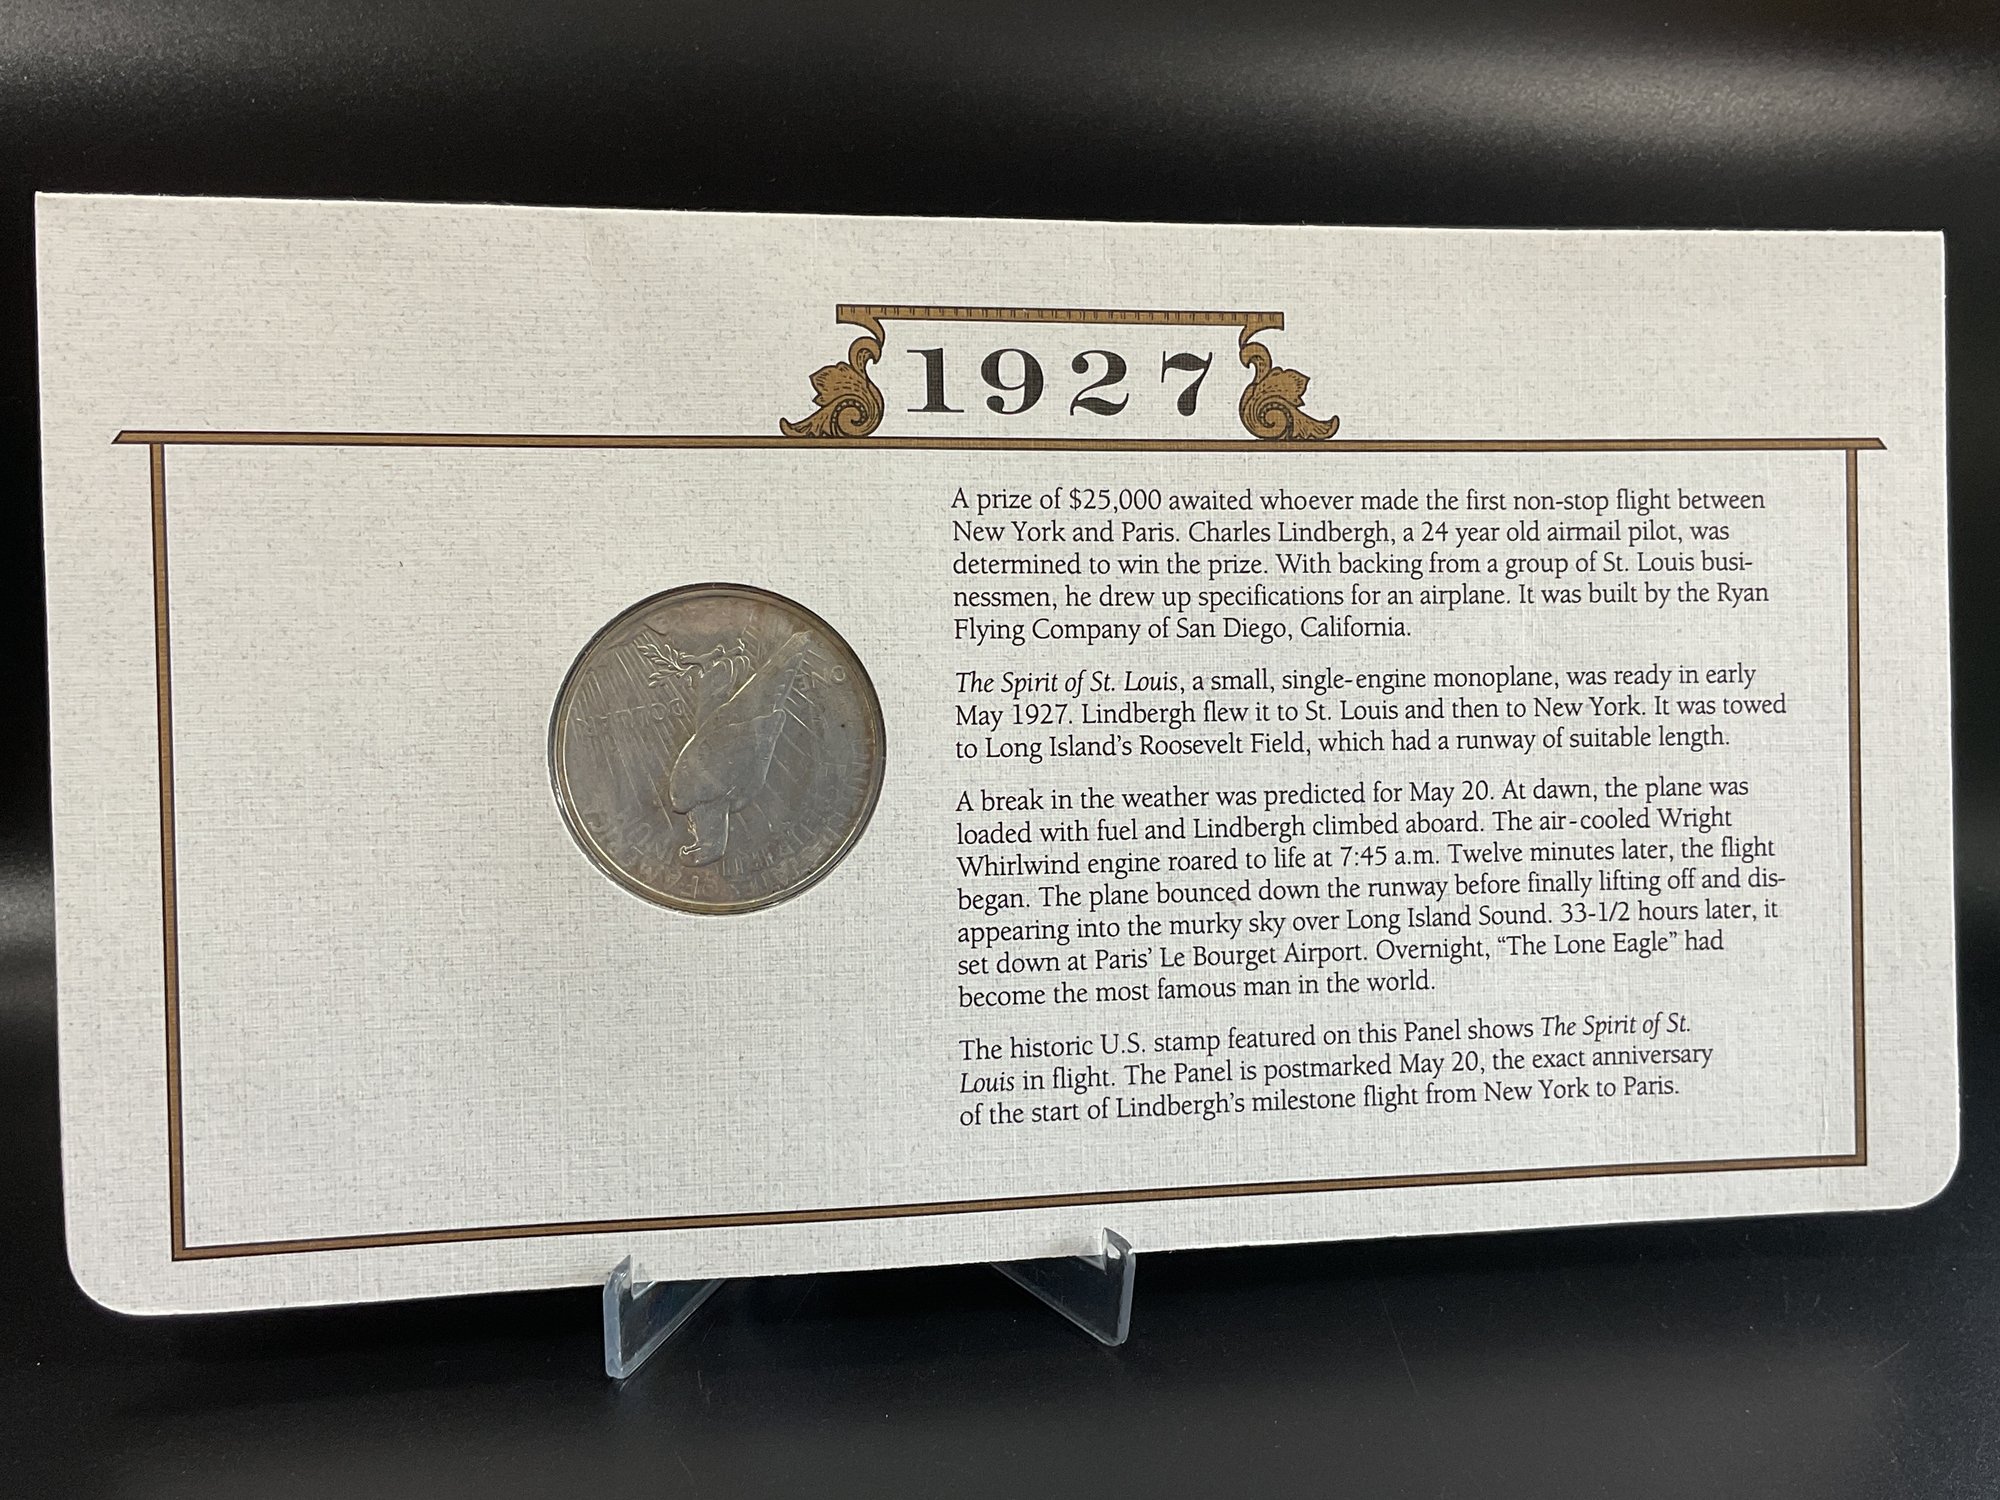 1927
A prize of $25,000 awaited whoever made the first non-stop flight between
New York and Paris. Charles Lindbergh, a 24 year old airmail pilot, was
determined to win the prize. With backing from a group of St. Louis busi-
nessmen, he drew up specifications for an airplane. It was built by the Ryan
Flying Company of San Diego, California.
The Spirit of St. Louis, a small, single-engine monoplane, was ready in early
May 1927. Lindbergh flew it to St. Louis and then to New York. It was towed
to Long Island's Roosevelt Field, which had a runway of suitable length.
A break in the weather was predicted for May 20. At dawn, the plane was
loaded with fuel and Lindbergh climbed aboard. The air-cooled Wright
Whirlwind engine roared to life at 7:45 a.m. Twelve minutes later, the flight
began. The plane bounced down the runway before finally lifting off and dis-
appearing into the murky sky over Long Island Sound. 33-1/2 hours later, it
set down at Paris' Le Bourget Airport. Overnight, “The Lone Eagle” had
become the most famous man in the world.
The historic U.S. stamp featured on this Panel shows The Spirit of St.
Louis in flight. The Panel is postmarked May 20, the exact anniversary
of the start of Lindbergh's milestone flight from New York to Paris.
ONE
DOLLAR